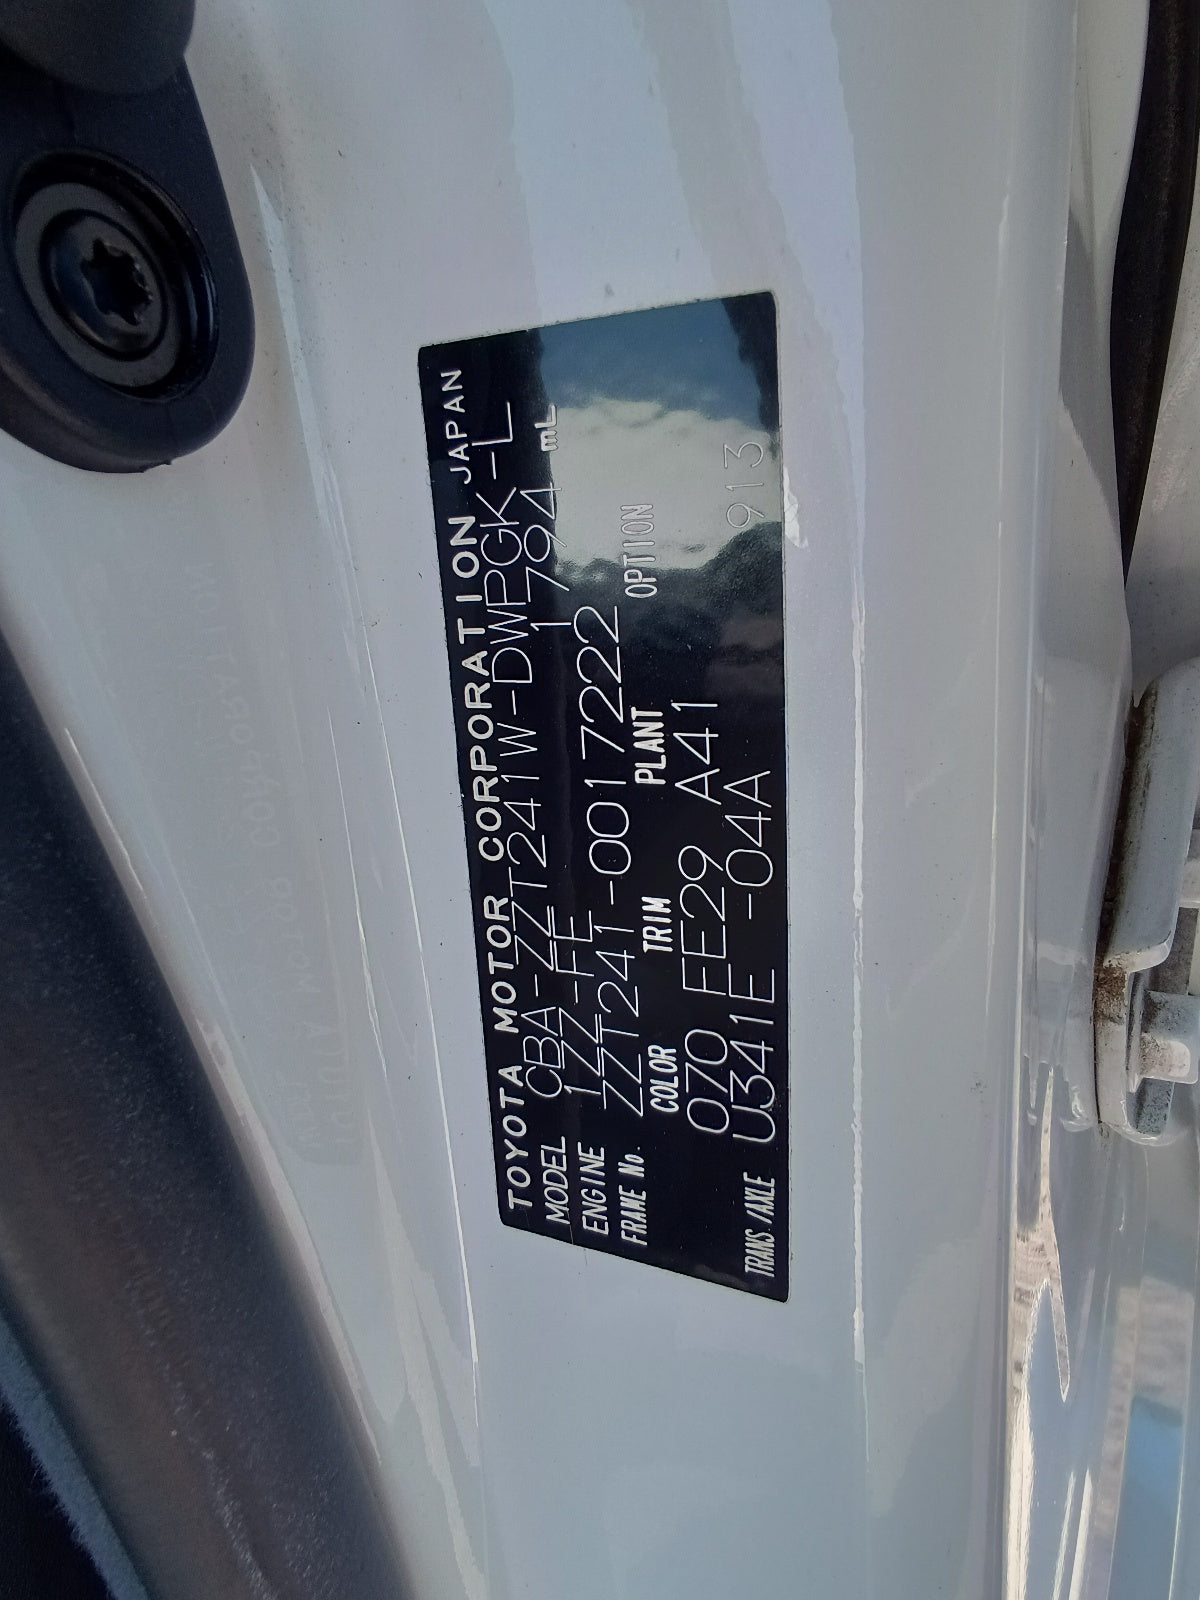 TOYOTA MOTOR CORPORATION JAPAN
MODEL CBA-ZZT241W-DWPGK-L
ENGINE 1ZZ-FE 1794 mL
FRAME No. ZZT241-0017222
COLOR TRIM PLANT OPTION
070 FE29 A41
TRANS/AXLE U341E -04A 913